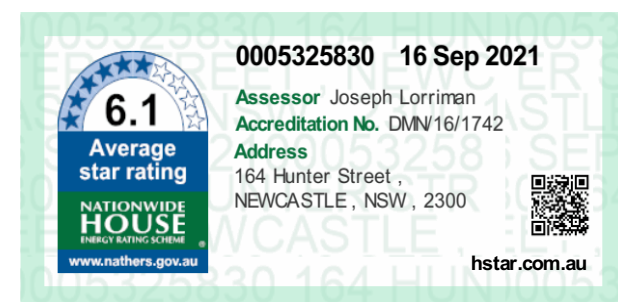 0005325830 16 Sep 2021
Assessor Joseph Lorriman
Accreditation No. DMN/16/1742
Address
164 Hunter Street ,
NEWCASTLE , NSW , 2300
hstar.com.au
6.1
Average
star rating
NATIONWIDE
HOUSE
ENERGY RATING SCHEME
www.nathers.gov.au